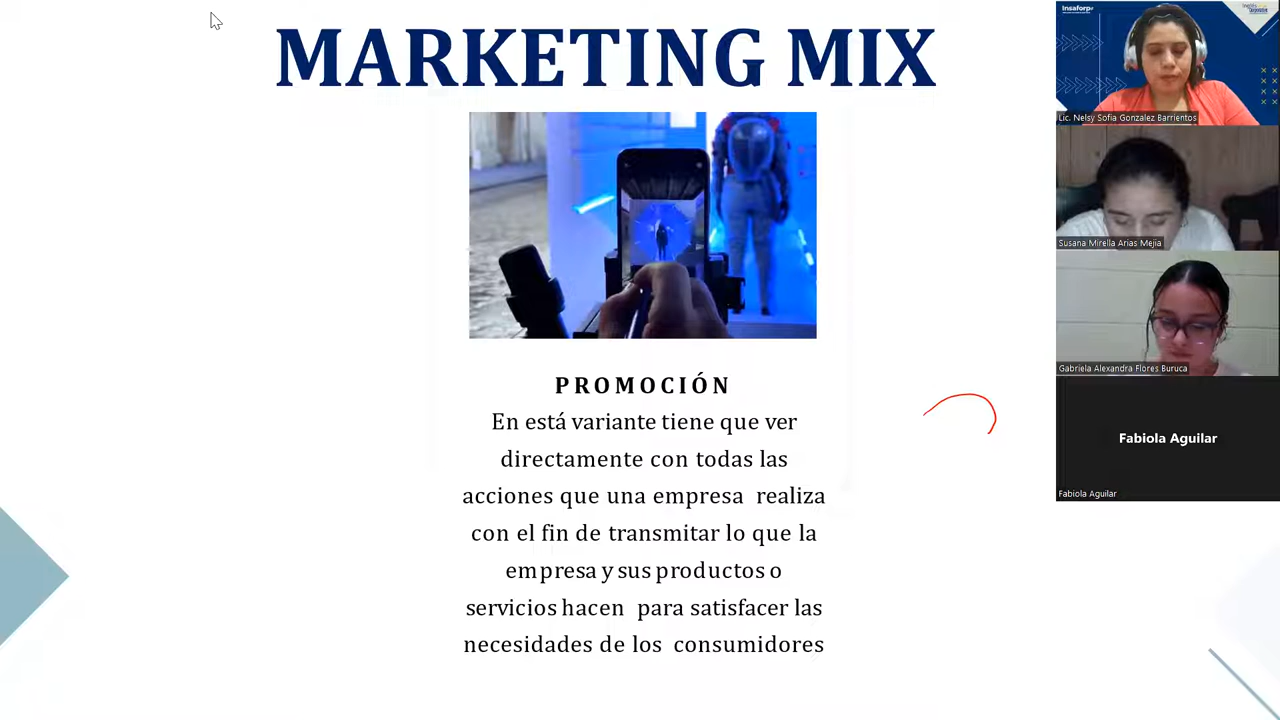 MARKETING MIX
PROMOCIÓN
En está variante tiene que ver
directamente con todas las
acciones que una empresa realiza
con el fin de transmitar lo que la
empresa y sus productos o
servicios hacen para satisfacer las
necesidades de los consumidores
Insaforp
Lic. Nelsy Sofia Gonzalez Barrientos
Susana Mirella Arias Mejia
Gabriela Alexandra Flores Buruca
Fabiola Aguilar
Fabiola Aguilar